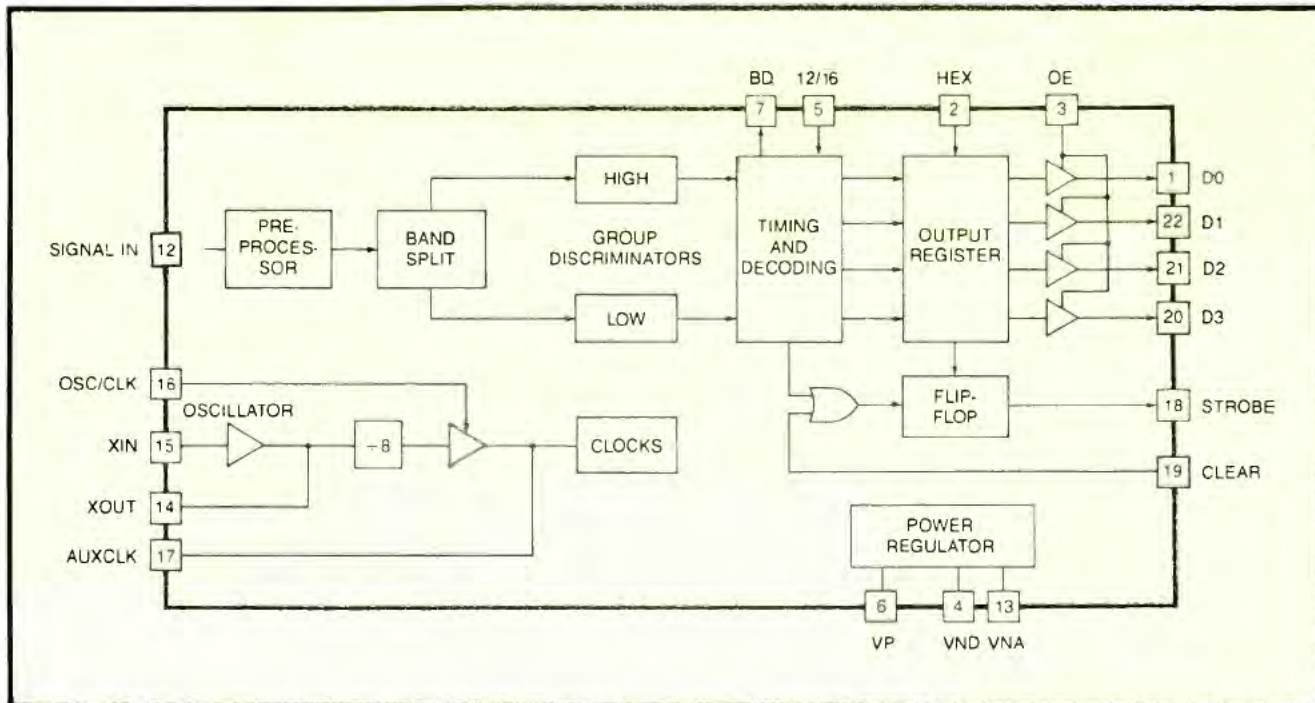 BD 12/16 HEX OE
7 5 2 3
HIGH
1 D0
PRE-
PROCES-
SOR
BAND
SPLIT
GROUP
DISCRIMINATORS
TIMING
AND
DECODING
OUTPUT
REGISTER
22 D1
SIGNAL IN 12
21 D2
LOW
20 D3
OSC/CLK 16
OSCILLATOR
FLIP-
FLOP
18 STROBE
XIN 15
÷8
CLOCKS
19 CLEAR
XOUT 14
POWER
REGULATOR
AUXCLK 17
6 4 13
VP VND VNA